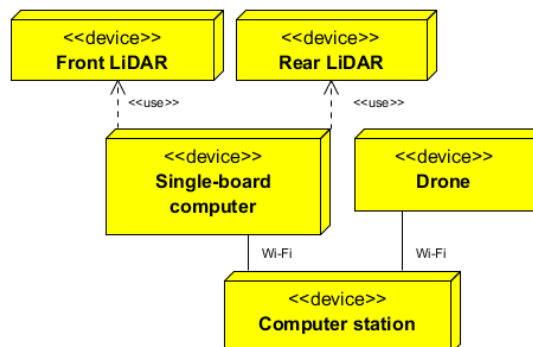 <<device>>
Front LiDAR
<<device>>
Rear LiDAR
<<use>>
<<use>>
<<device>>
Single-board
computer
<<device>>
Drone
Wi-Fi
Wi-Fi
<<device>>
Computer station